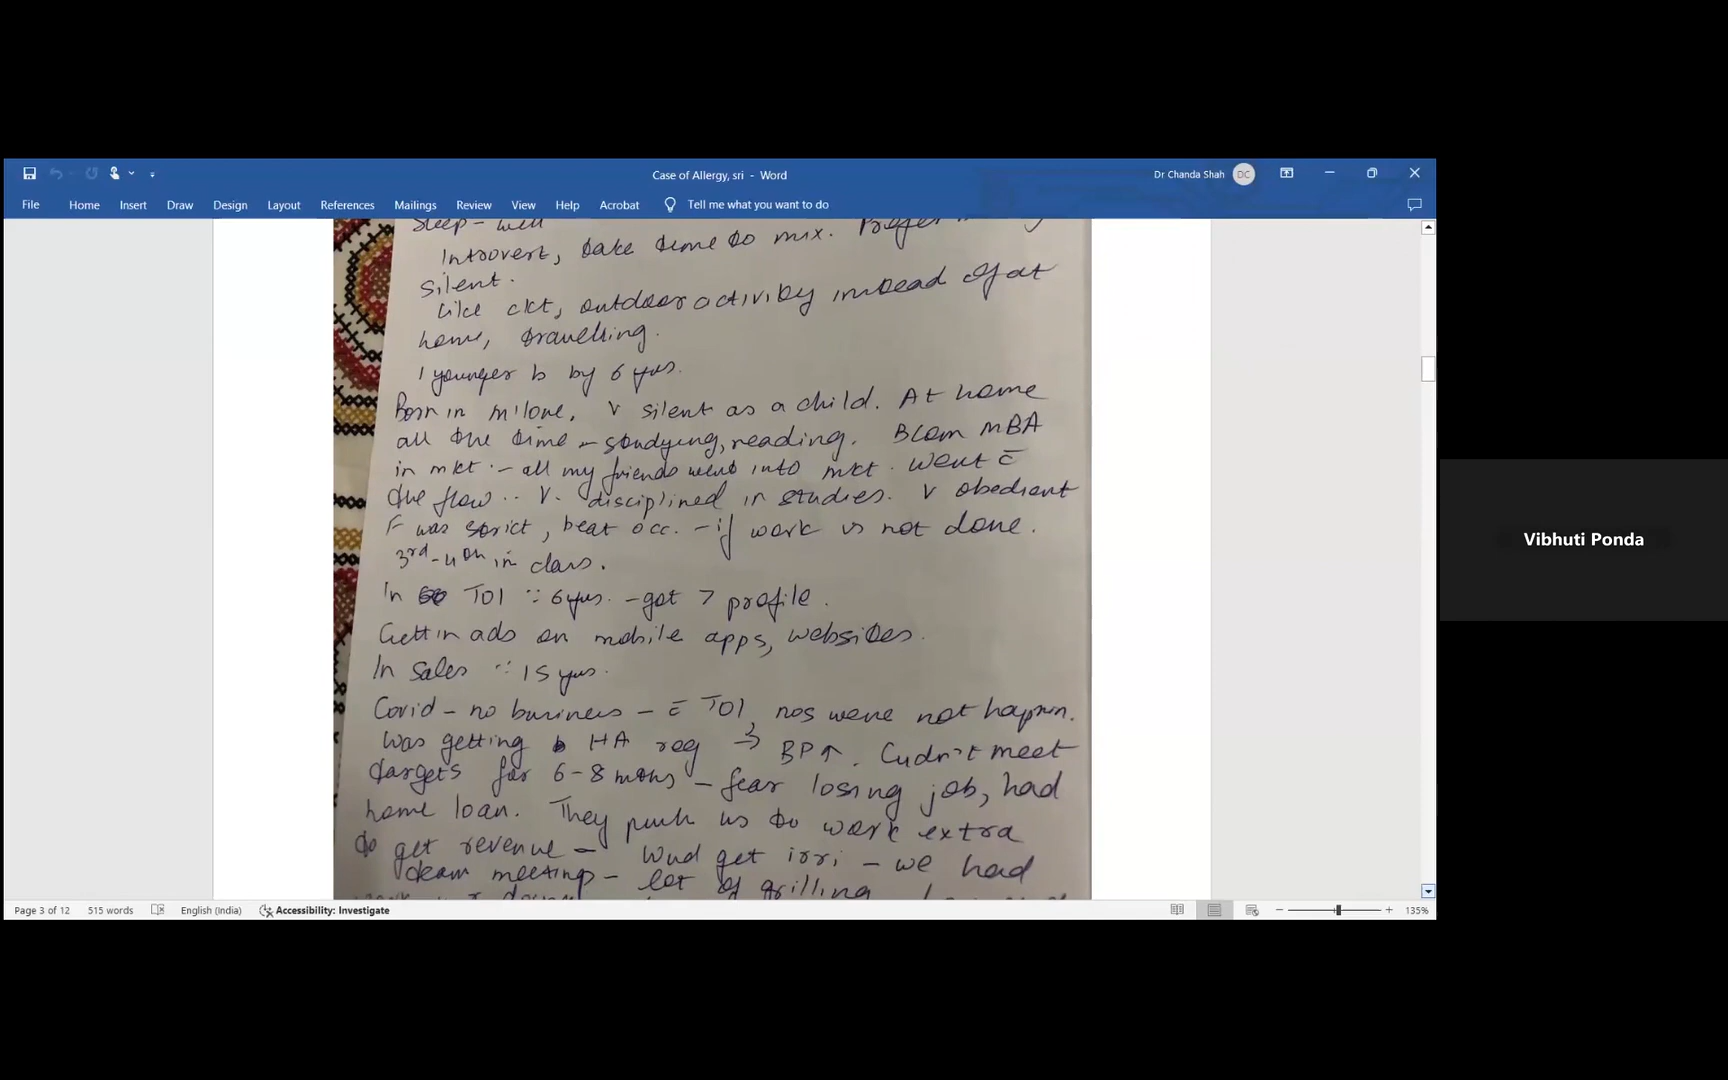 Case of Allergy, sri - Word
Dr Chanda Shah DC
File Home Insert Draw Design Layout References Mailings Review View Help Acrobat Tell me what you want to do
Sleep - well
Introvert, take time to mix. Prefer
silent.
Like ckt, outdoor activity instead of at
home, travelling.
1 younger b by 6 yrs.
Born in m'lore, V silent as a child. At home
all the time - studying, reading. BCom MBA
in mkt - all my friends went into mkt. Went c̄
the flow. V. disciplined in studies. V obedient
F was strict, beat occ. - if work is not done.
3rd - 4th in class.
In TOI ∵ 6 yrs. - got > profile.
Gettin ads on mobile apps, websites.
In sales ∵ 15 yrs.
Covid - no business - c̄ TOI, nos were not happnin.
Was getting HA reg → BP↑. Cudn't meet
targets for 6-8 mths - fear losing job, had
home loan. They push us to work extra
to get revenue - Wud get irri - we had
team meeting - lot of grilling
Vibhuti Ponda
Page 3 of 12 515 words English (India) Accessibility: Investigate 135%